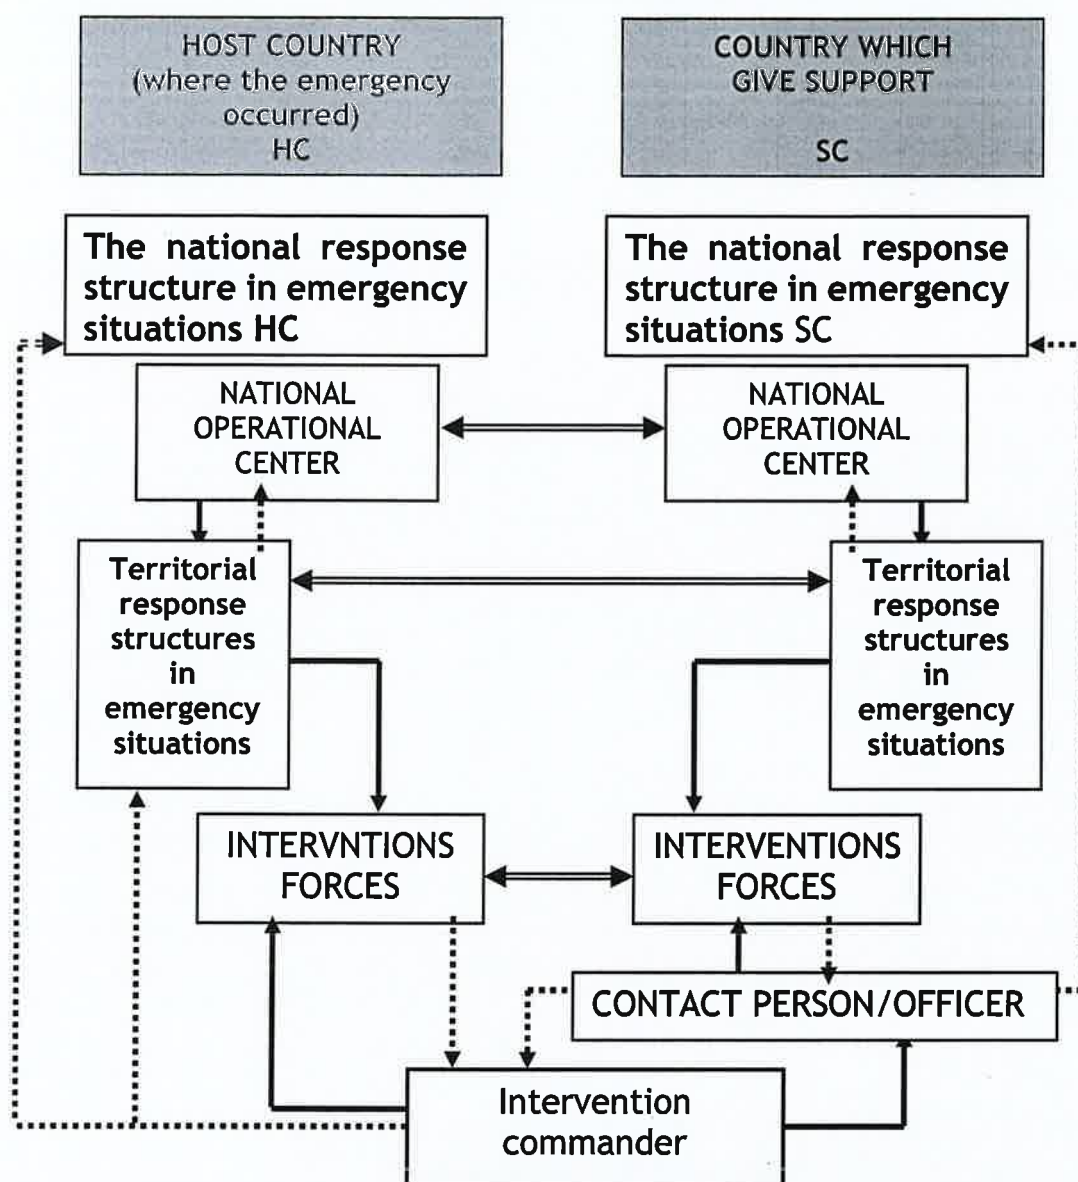 HOST COUNTRY
(where the emergency
occurred)
HC
COUNTRY WHICH
GIVE SUPPORT
SC
The national response
structure in emergency
situations HC
The national response
structure in emergency
situations SC
NATIONAL
OPERATIONAL
CENTER
NATIONAL
OPERATIONAL
CENTER
Territorial
response
structures
in
emergency
situations
Territorial
response
structures
in
emergency
situations
INTERVNTIONS
FORCES
INTERVENTIONS
FORCES
CONTACT PERSON/OFFICER
Intervention
commander